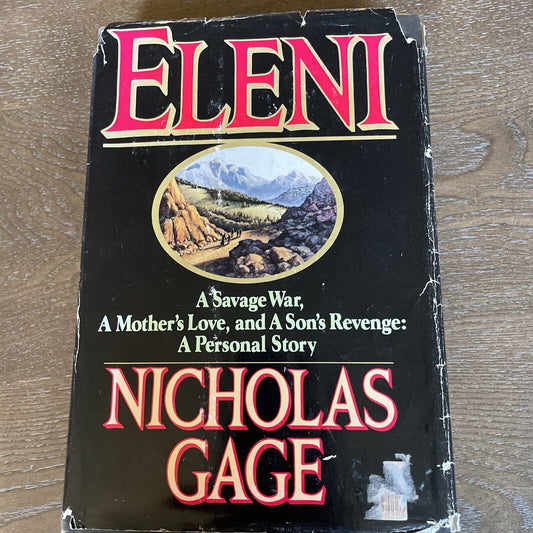 ELENI
A Savage War,
A Mother's Love, and A Son's Revenge:
A Personal Story
NICHOLAS
GAGE